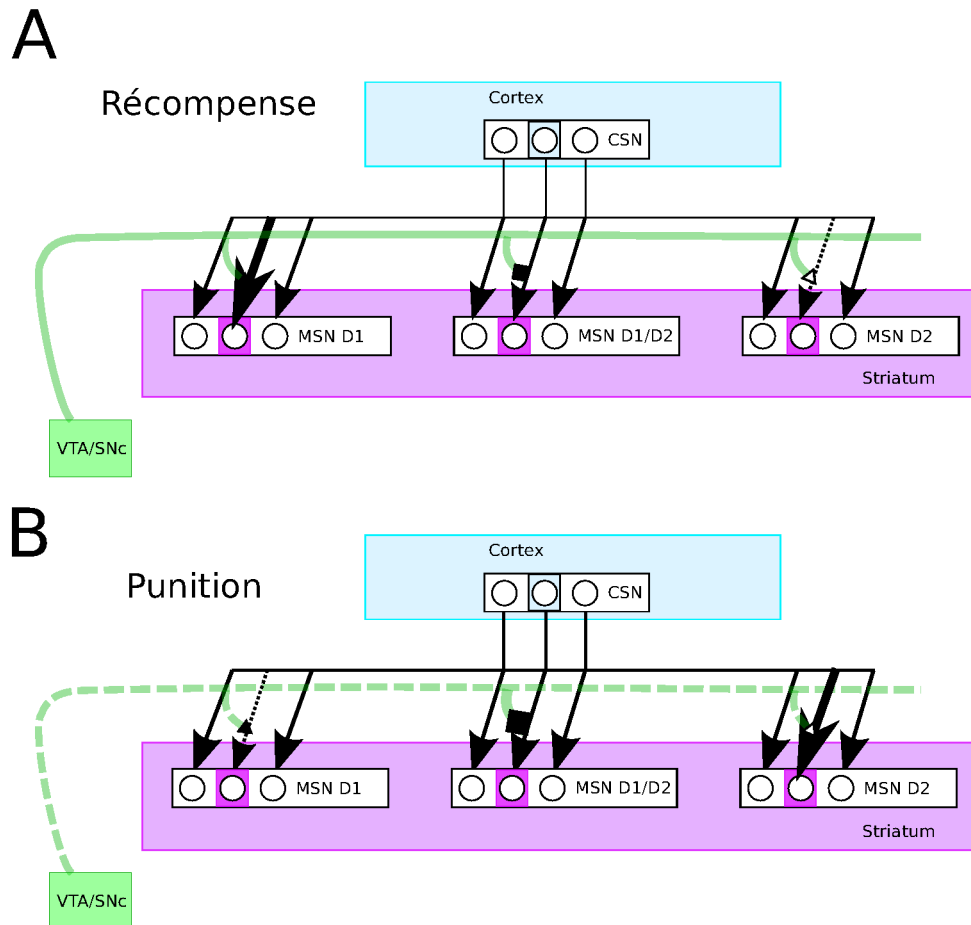 A
Récompense
Cortex
CSN
MSN D1
MSN D1/D2
MSN D2
Striatum
VTA/SNc
B
Punition
Cortex
CSN
MSN D1
MSN D1/D2
MSN D2
Striatum
VTA/SNc